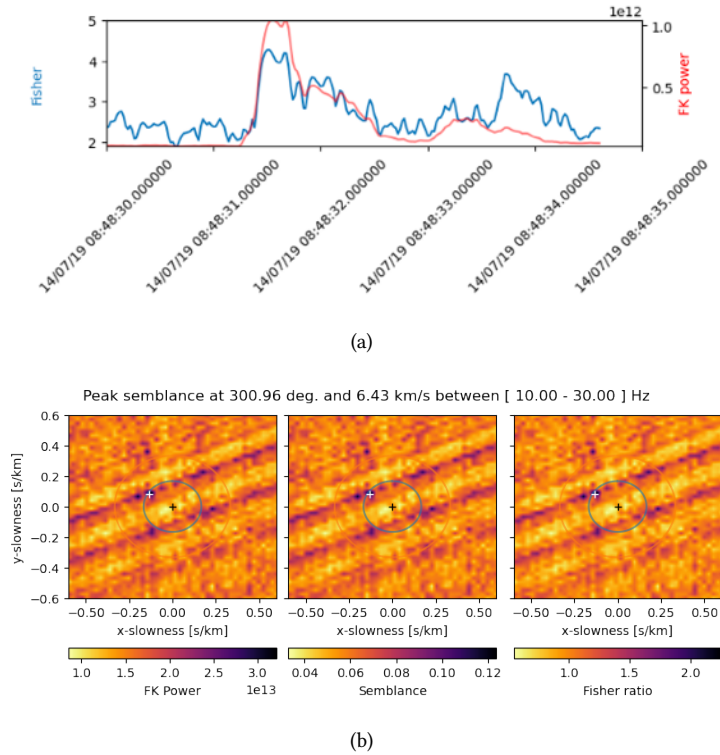 1e12
5
4
3
2
Fisher
1.0
0.5
FK power
14/07/19 08:48:30.000000
14/07/19 08:48:31.000000
14/07/19 08:48:32.000000
14/07/19 08:48:33.000000
14/07/19 08:48:34.000000
14/07/19 08:48:35.000000
(a)
Peak semblance at 300.96 deg. and 6.43 km/s between [ 10.00 - 30.00 ] Hz
0.6
0.4
0.2
0.0
-0.2
-0.4
-0.6
y-slowness [s/km]
-0.50 -0.25 0.00 0.25 0.50 -0.50 -0.25 0.00 0.25 0.50 -0.50 -0.25 0.00 0.25 0.50
x-slowness [s/km] x-slowness [s/km] x-slowness [s/km]
1.0 1.5 2.0 2.5 3.0 0.04 0.06 0.08 0.10 0.12 1.0 1.5 2.0
FK Power 1e13 Semblance Fisher ratio
(b)